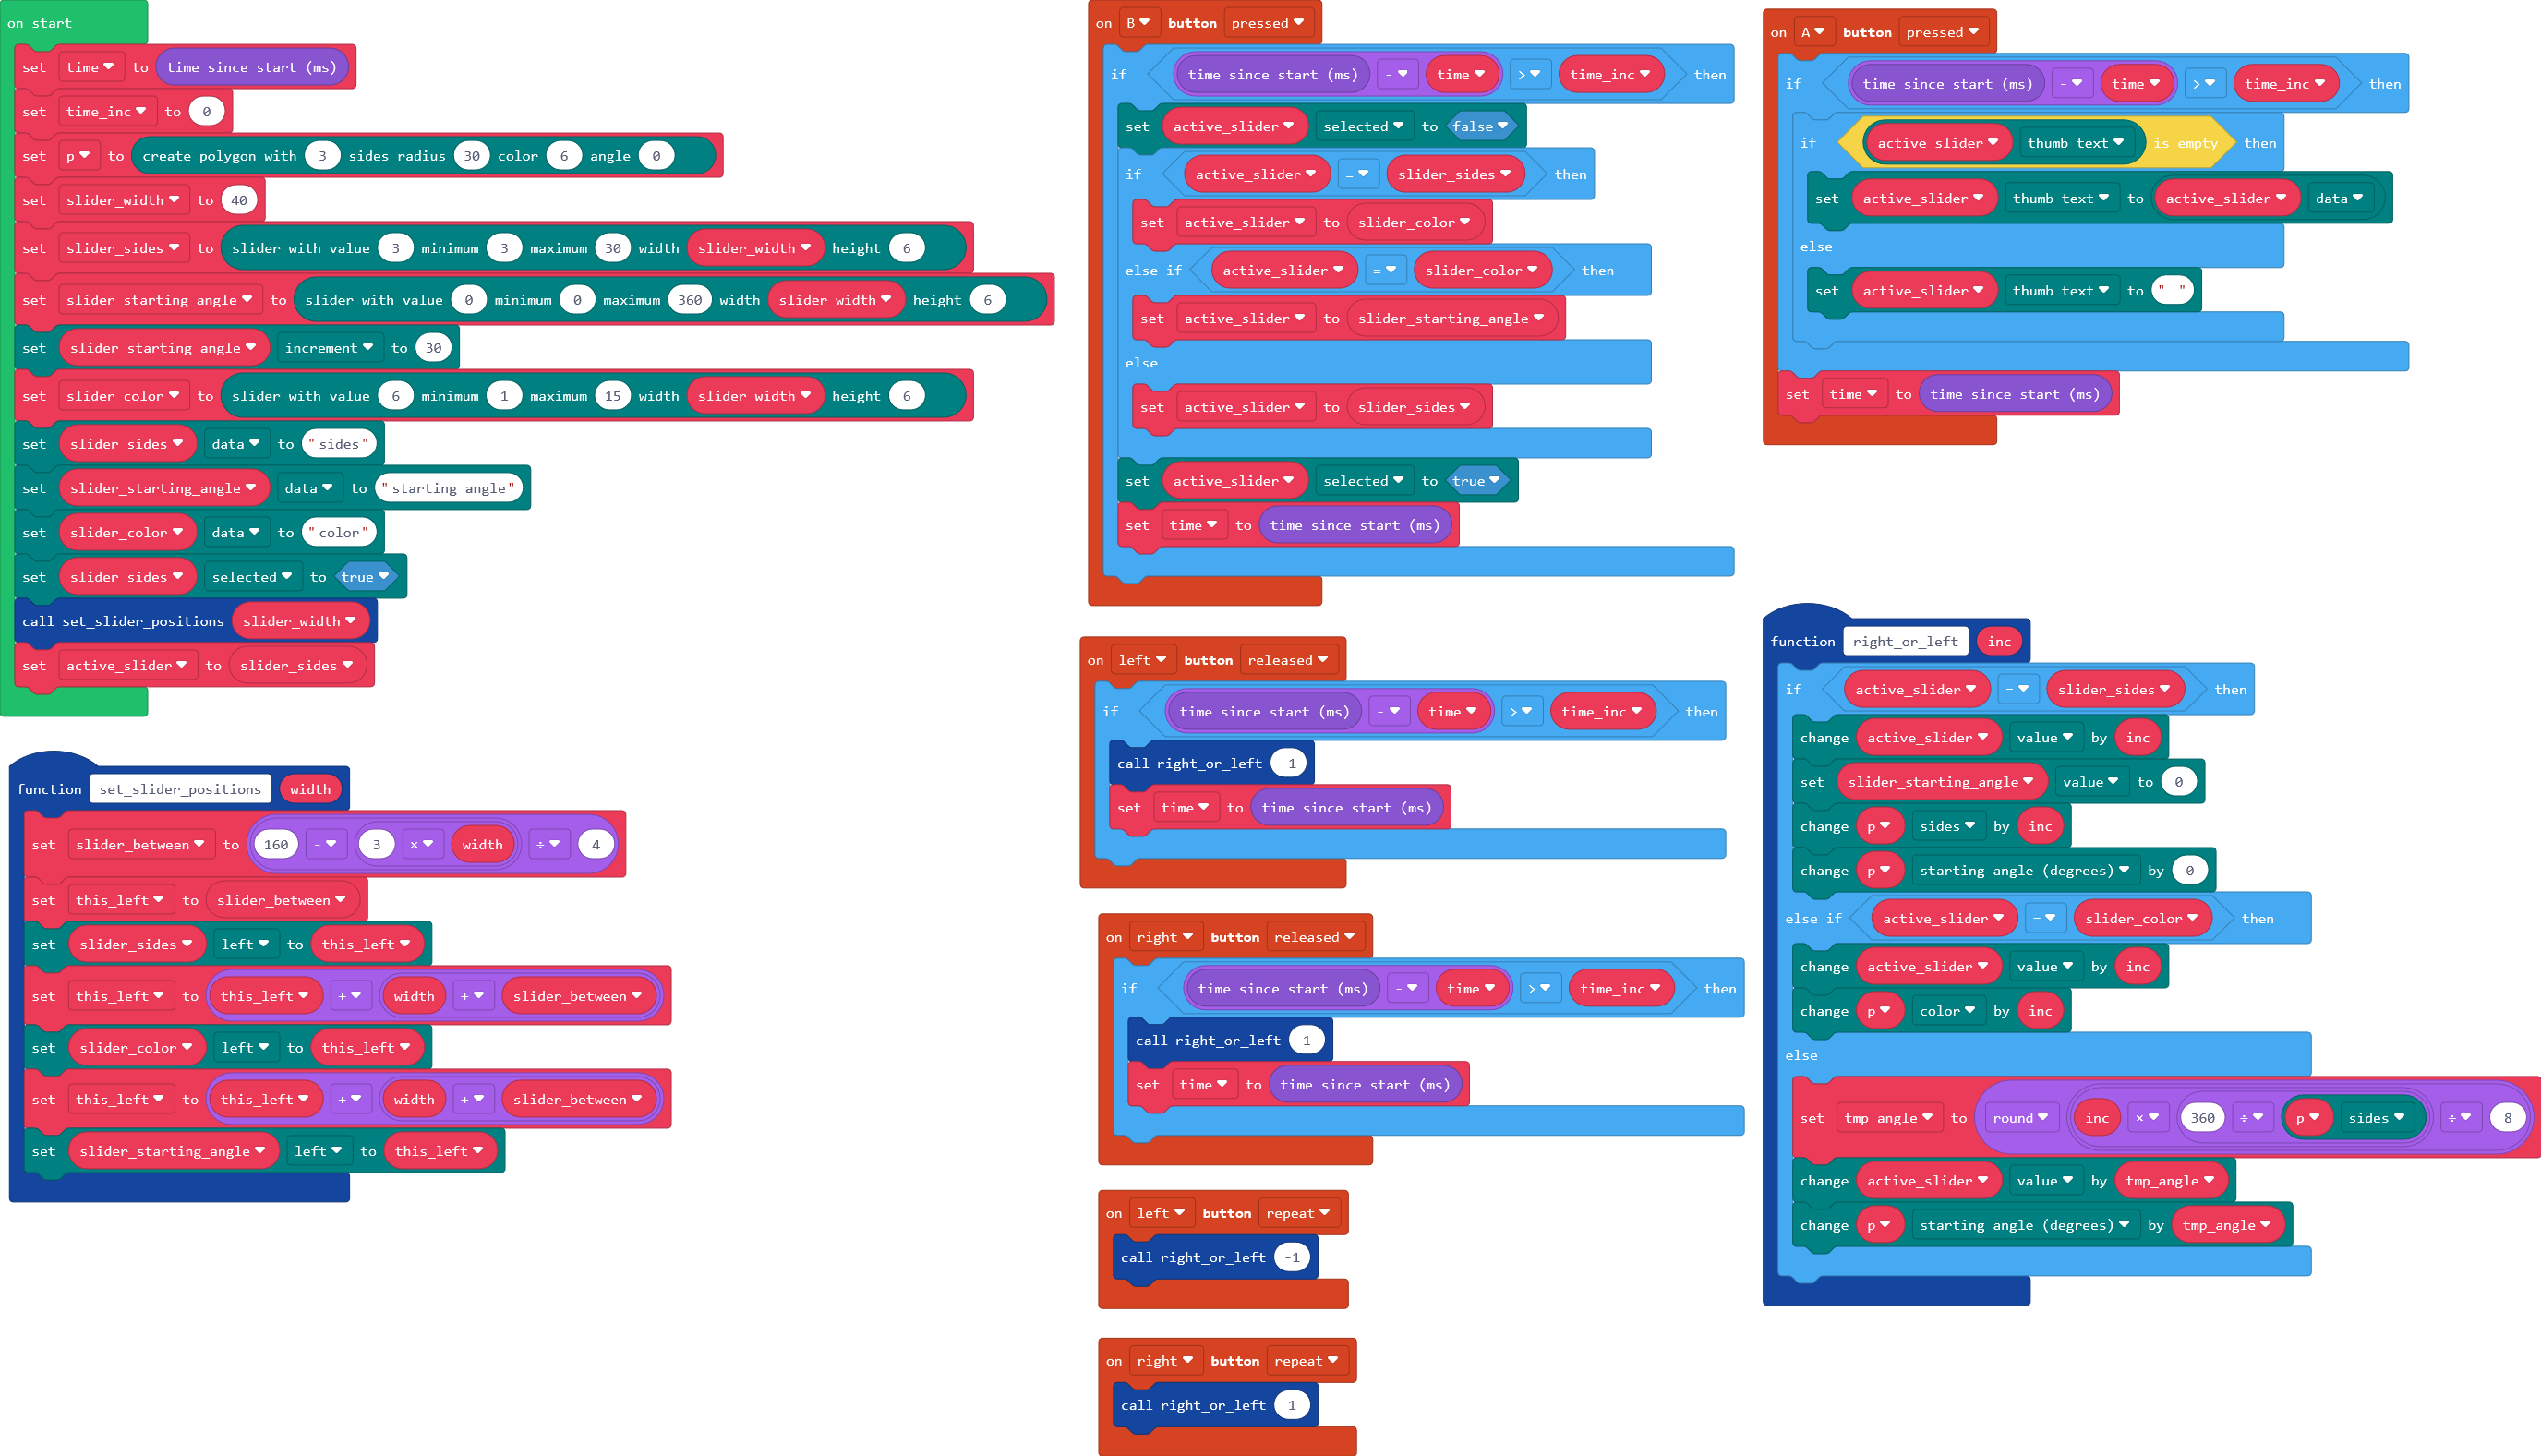 on start
set time to time since start (ms)
set time_inc to 0
set p to create polygon with 3 sides radius 30 color 6 angle 0
set slider_width to 40
set slider_sides to slider with value 3 minimum 3 maximum 30 width slider_width height 6
set slider_starting_angle to slider with value 0 minimum 0 maximum 360 width slider_width height 6
set slider_starting_angle increment to 30
set slider_color to slider with value 6 minimum 1 maximum 15 width slider_width height 6
set slider_sides data to "sides"
set slider_starting_angle data to "starting angle"
set slider_color data to "color"
set slider_sides selected to true
call set_slider_positions slider_width
set active_slider to slider_sides
function set_slider_positions width
set slider_between to 160 - 3 × width ÷ 4
set this_left to slider_between
set slider_sides left to this_left
set this_left to this_left + width + slider_between
set slider_color left to this_left
set this_left to this_left + width + slider_between
set slider_starting_angle left to this_left
on B button pressed
if time since start (ms) - time > time_inc then
set active_slider selected to false
if active_slider = slider_sides then
set active_slider to slider_color
else if active_slider = slider_color then
set active_slider to slider_starting_angle
else
set active_slider to slider_sides
set active_slider selected to true
set time to time since start (ms)
on left button released
if time since start (ms) - time > time_inc then
call right_or_left -1
set time to time since start (ms)
on right button released
if time since start (ms) - time > time_inc then
call right_or_left 1
set time to time since start (ms)
on left button repeat
call right_or_left -1
on right button repeat
call right_or_left 1
on A button pressed
if time since start (ms) - time > time_inc then
if active_slider thumb text is empty then
set active_slider thumb text to active_slider data
else
set active_slider thumb text to " "
set time to time since start (ms)
function right_or_left inc
if active_slider = slider_sides then
change active_slider value by inc
set slider_starting_angle value to 0
change p sides by inc
change p starting angle (degrees) by 0
else if active_slider = slider_color then
change active_slider value by inc
change p color by inc
else
set tmp_angle to round inc × 360 ÷ p sides ÷ 8
change active_slider value by tmp_angle
change p starting angle (degrees) by tmp_angle